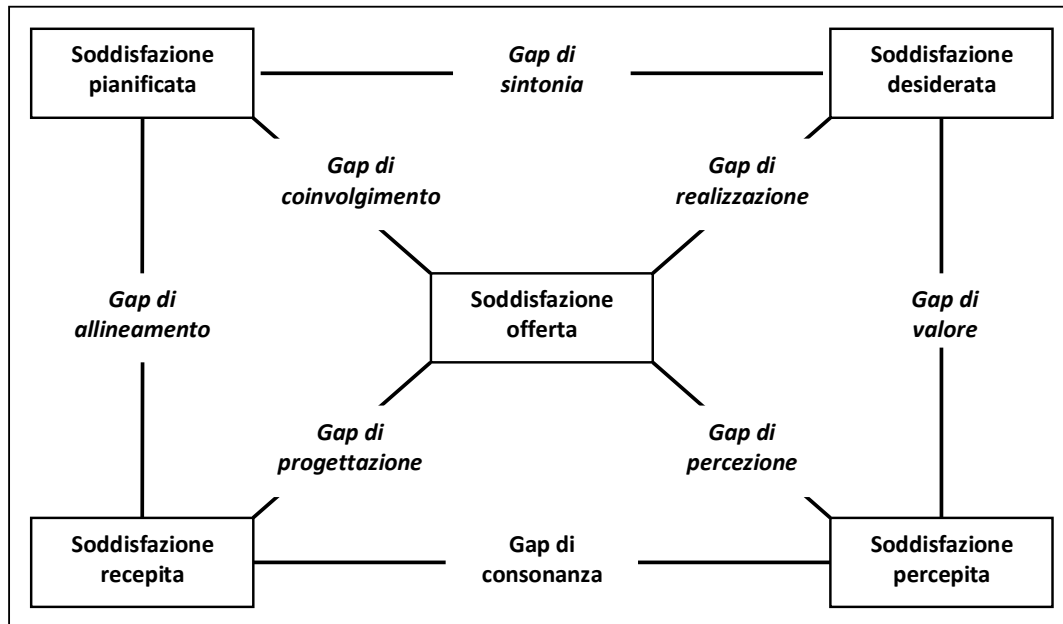 Soddisfazione
pianificata
Gap di
sintonia
Soddisfazione
desiderata
Gap di
coinvolgimento
Gap di
realizzazione
Gap di
allineamento
Soddisfazione
offerta
Gap di
valore
Gap di
progettazione
Gap di
percezione
Soddisfazione
recepita
Gap di
consonanza
Soddisfazione
percepita